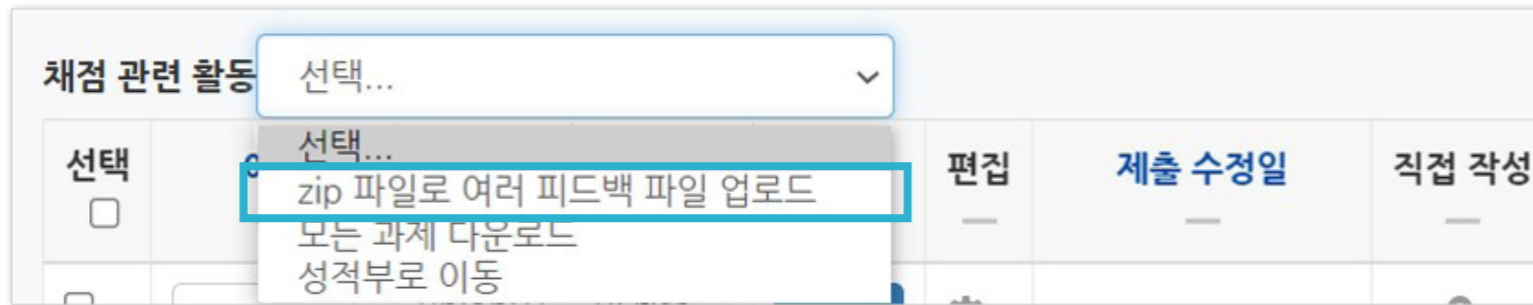 채점 관련 활동 선택...
선택 편집 제출 수정일 직접 작성
선택...
zip 파일로 여러 피드백 파일 업로드
모든 과제 다운로드
성적부로 이동